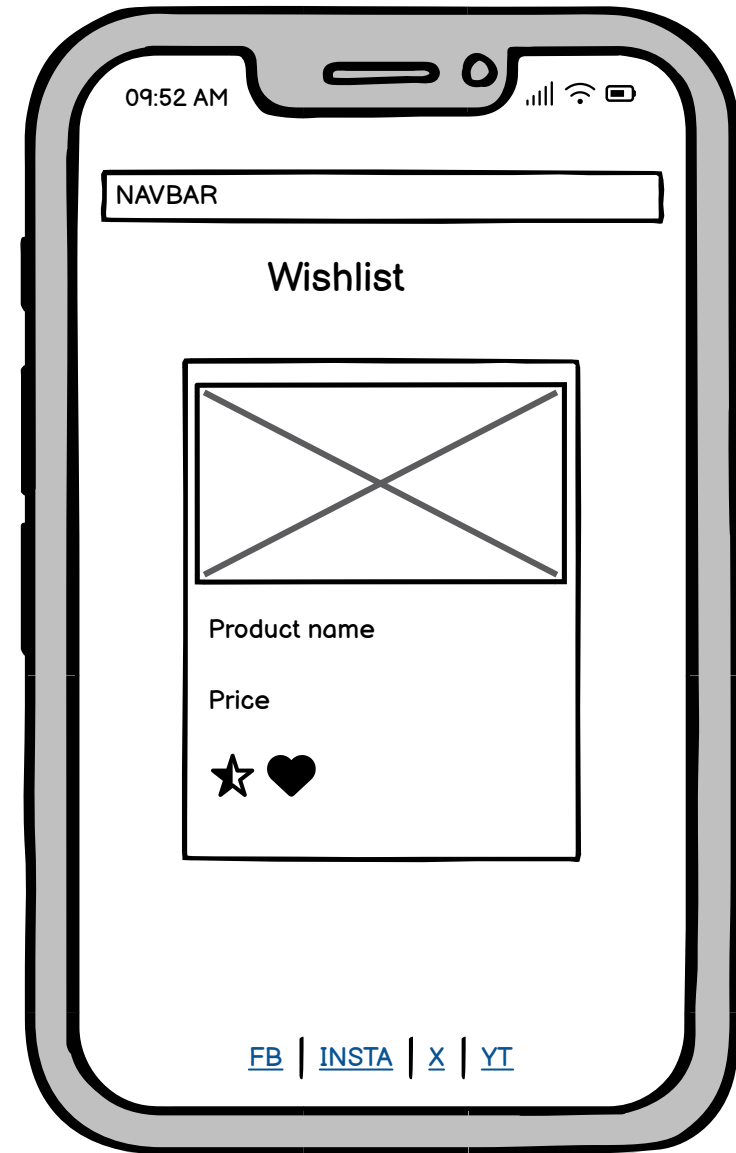 09:52 AM
NAVBAR
Wishlist
Product name
Price
FB | INSTA | X | YT